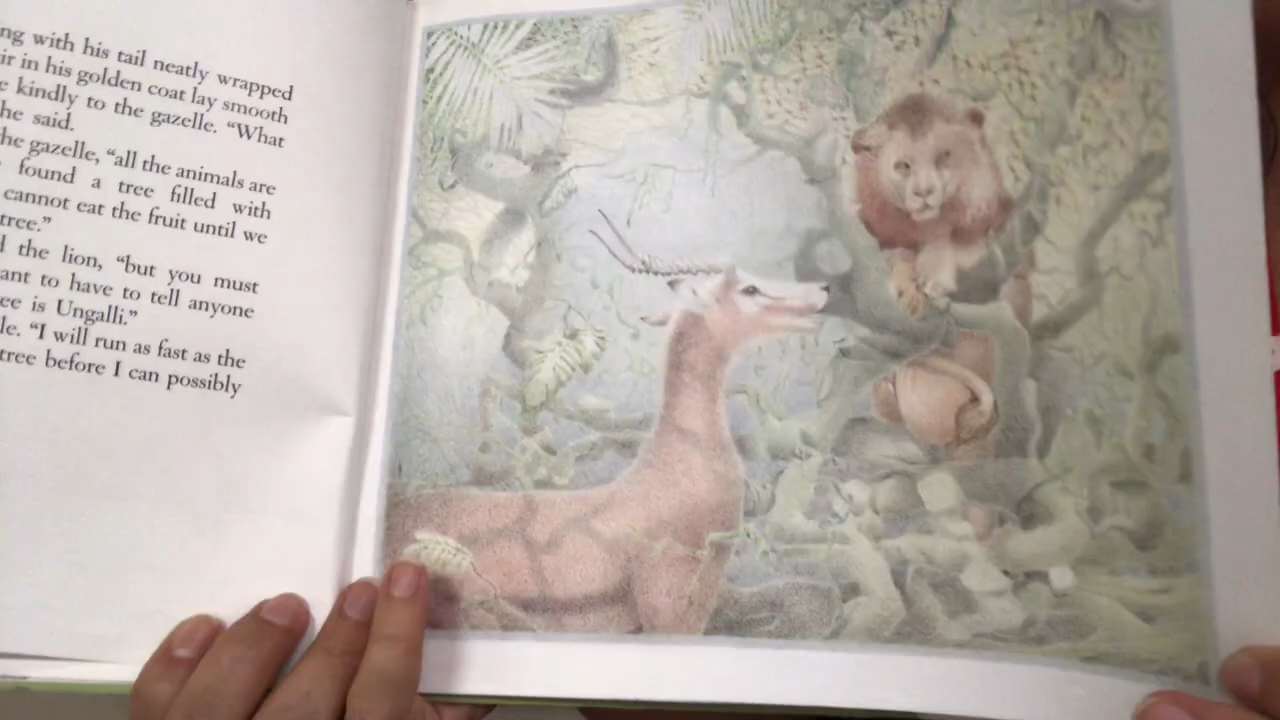 ng with his tail neatly wrapped
ir in his golden coat lay smooth
e kindly to the gazelle. “What
he said.
he gazelle, “all the animals are
found a tree filled with
cannot eat the fruit until we
tree.”
the lion, “but you must
ant to have to tell anyone
ee is Ungalli.”
le. “I will run as fast as the
tree before I can possibly